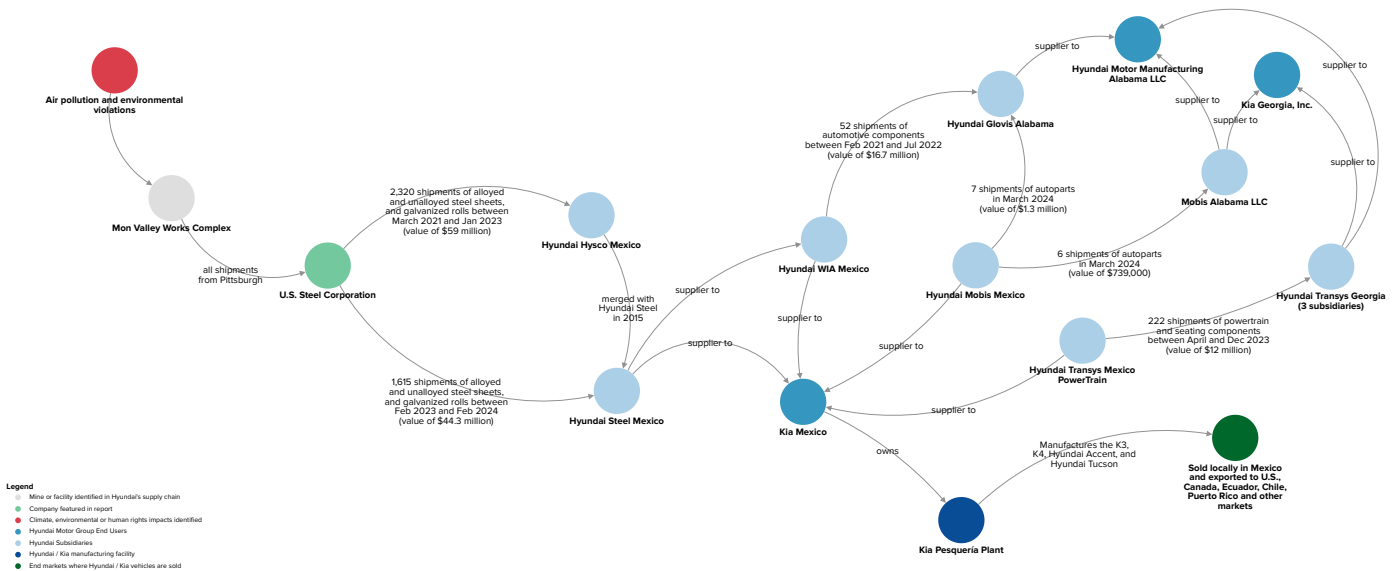 Air pollution and environmental
violations
Mon Valley Works Complex
all shipments
from Pittsburgh
U.S. Steel Corporation
2,320 shipments of alloyed
and unalloyed steel sheets,
and galvanized rolls between
March 2021 and Jan 2023
(value of $59 million)
Hyundai Hysco Mexico
merged with
Hyundai Steel
in 2015
1,615 shipments of alloyed
and unalloyed steel sheets,
and galvanized rolls between
Feb 2023 and Feb 2024
(value of $44.3 million)
Hyundai Steel Mexico
supplier to
supplier to
Hyundai WIA Mexico
supplier to
52 shipments of
automotive components
between Feb 2021 and Jul 2022
(value of $16.7 million)
Hyundai Glovis Alabama
supplier to
Hyundai Motor Manufacturing
Alabama LLC
7 shipments of autoparts
in March 2024
(value of $1.3 million)
Hyundai Mobis Mexico
supplier to
6 shipments of autoparts
in March 2024
(value of $739,000)
Mobis Alabama LLC
supplier to
supplier to
Kia Georgia, Inc.
supplier to
supplier to
Hyundai Transys Georgia
(3 subsidiaries)
222 shipments of powertrain
and seating components
between April and Dec 2023
(value of $12 million)
Hyundai Transys Mexico
PowerTrain
supplier to
Kia Mexico
owns
Kia Pesquería Plant
Manufactures the K3,
K4, Hyundai Accent, and
Hyundai Tucson
Sold locally in Mexico
and exported to U.S.,
Canada, Ecuador, Chile,
Puerto Rico and other
markets
Legend
Mine or facility identified in Hyundai's supply chain
Company featured in report
Climate, environmental or human rights impacts identified
Hyundai Motor Group End Users
Hyundai Subsidiaries
Hyundai / Kia manufacturing facility
End markets where Hyundai / Kia vehicles are sold